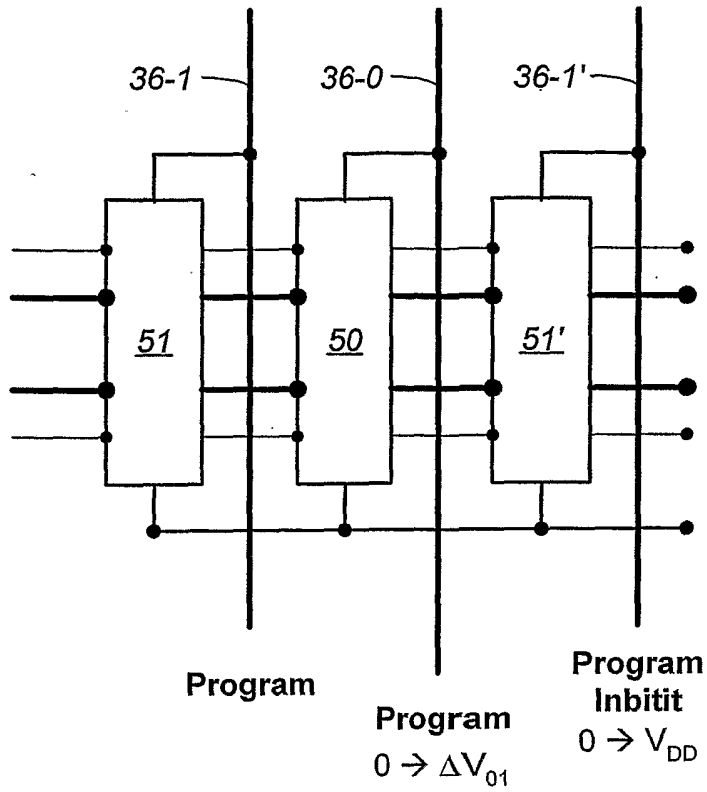 36-1
36-0
36-1'
51
50
51'
Program
Program
0 → ΔV01
Program
Inbitit
0 → VDD